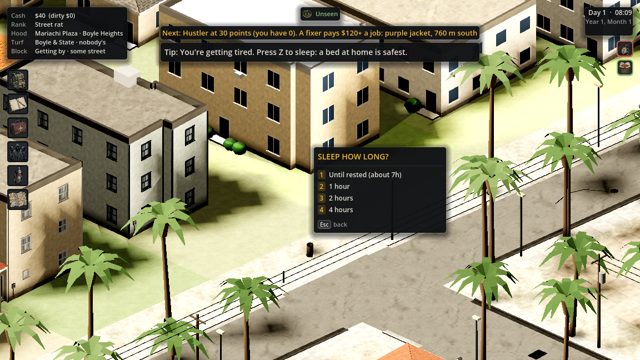 Cash $40 (dirty $0)
Rank Street rat
Hood Mariachi Plaza · Boyle Heights
Turf Boyle & State · nobody's
Block Getting by · some street
Unseen
Next: Hustler at 30 points (you have 0). A fixer pays $120+ a job: purple jacket, 760 m south
Tip: You're getting tired. Press Z to sleep: a bed at home is safest.
Day 1 · 08:09
Year 1, Month 1
SLEEP HOW LONG?
1 Until rested (about 7h)
2 1 hour
3 2 hours
4 4 hours
Esc back